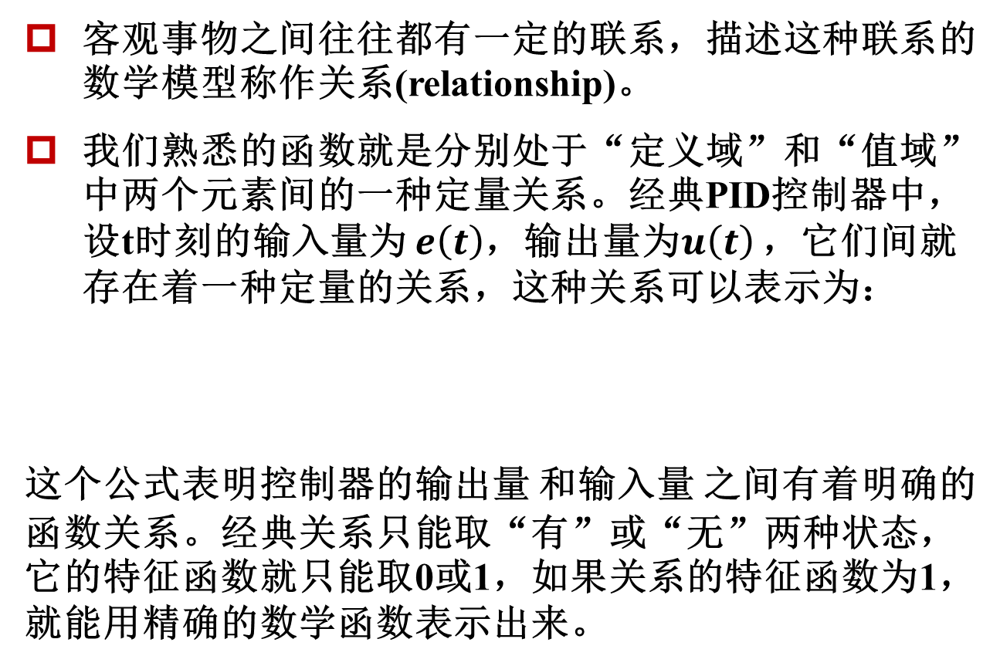 客观事物之间往往都有一定的联系，描述这种联系的
数学模型称作关系(relationship)。
我们熟悉的函数就是分别处于“定义域”和“值域”
中两个元素间的一种定量关系。经典PID控制器中，
设t时刻的输入量为 e(t)，输出量为u(t) ，它们间就
存在着一种定量的关系，这种关系可以表示为：
这个公式表明控制器的输出量 和输入量 之间有着明确的
函数关系。经典关系只能取“有”或“无”两种状态，
它的特征函数就只能取0或1，如果关系的特征函数为1，
就能用精确的数学函数表示出来。